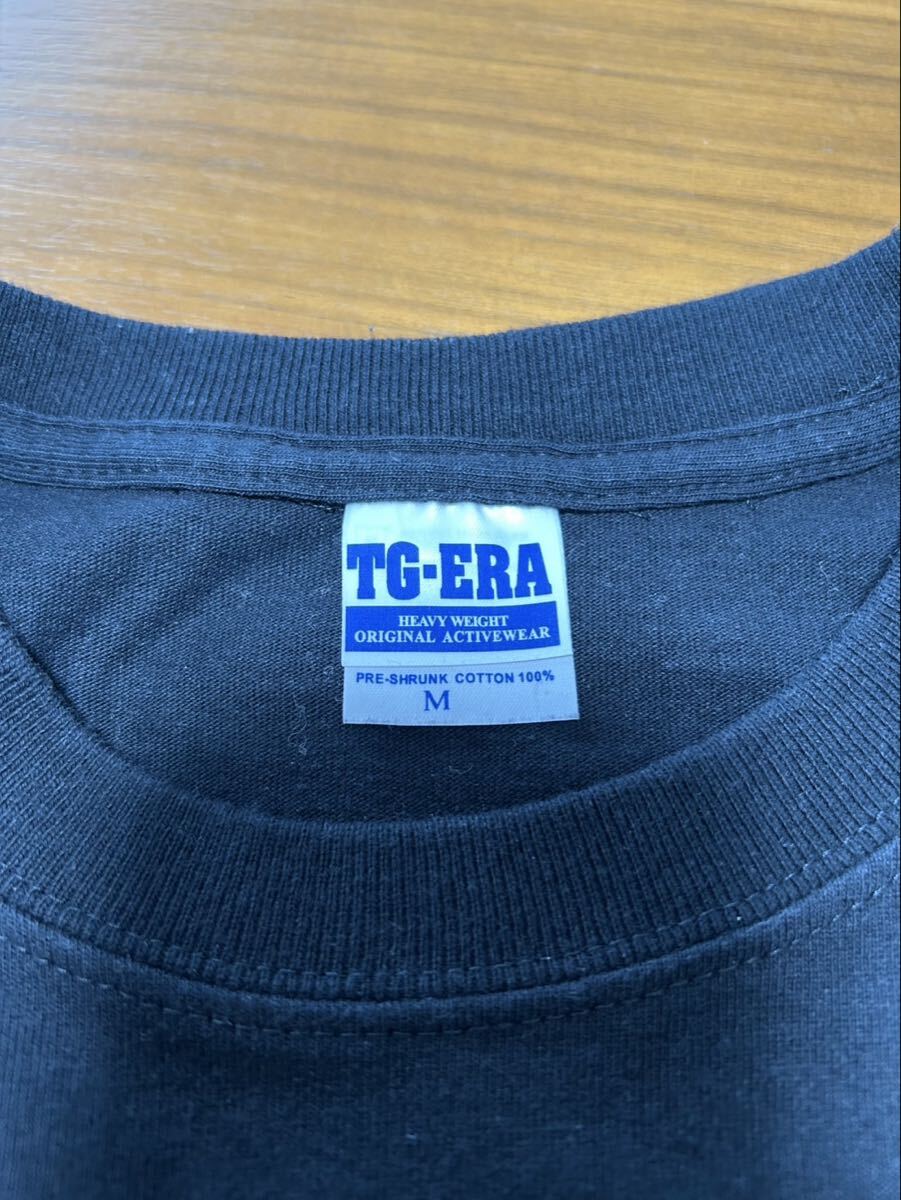 TG-ERA
HEAVY WEIGHT
ORIGINAL ACTIVEWEAR
PRE-SHRUNK COTTON 100%
M